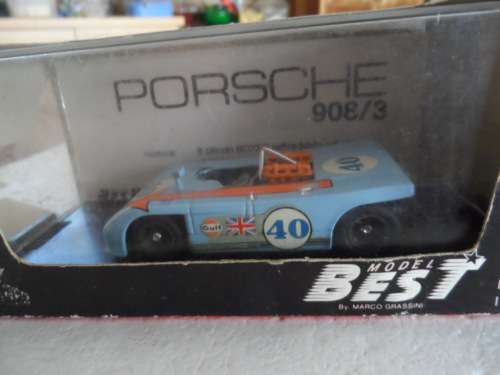 PORSCHE
908/3
40
Gulf
40
MODEL
BEST
By. MARCO GRASSINI